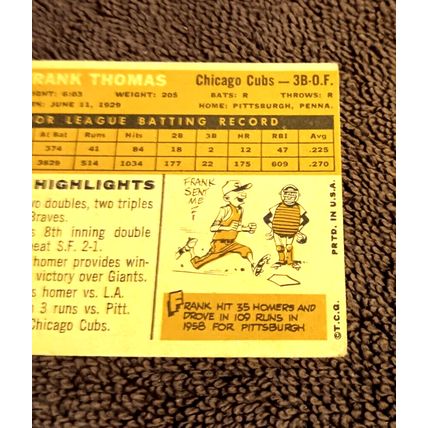 RANK THOMAS Chicago Cubs — 3B-O.F.
GHT: 6:03 WEIGHT: 205 BATS: R THROWS: R
JUNE 11, 1929 HOME: PITTSBURGH, PENNA.
OR LEAGUE BATTING RECORD
At Bat Runs Hits 2B 3B HR RBI Avg
374 41 84 18 2 12 47 .225
3829 514 1034 177 22 175 609 .270
HIGHLIGHTS
wo doubles, two triples
Braves.
s 8th inning double
eat S.F. 2-1.
homer provides win-
victory over Giants.
s homer vs. L.A.
n 3 runs vs. Pitt.
Chicago Cubs.
FRANK
SENT
ME
FRANK HIT 35 HOMERS AND
DROVE IN 109 RUNS IN
1958 FOR PITTSBURGH
©T.C.G. PRTD. IN U.S.A.